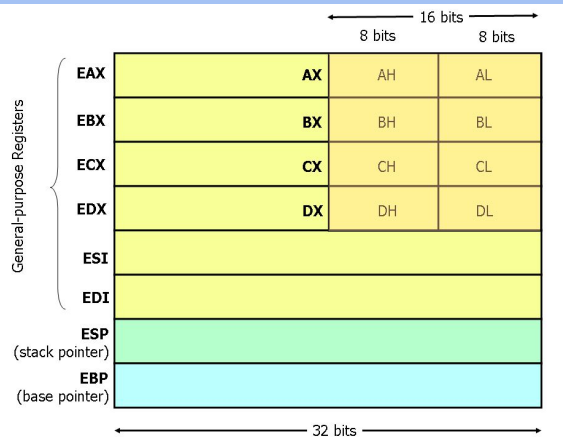 16 bits
8 bits 8 bits
EAX AX AH AL
EBX BX BH BL
ECX CX CH CL
EDX DX DH DL
ESI
EDI
ESP
(stack pointer)
EBP
(base pointer)
General-purpose Registers
32 bits